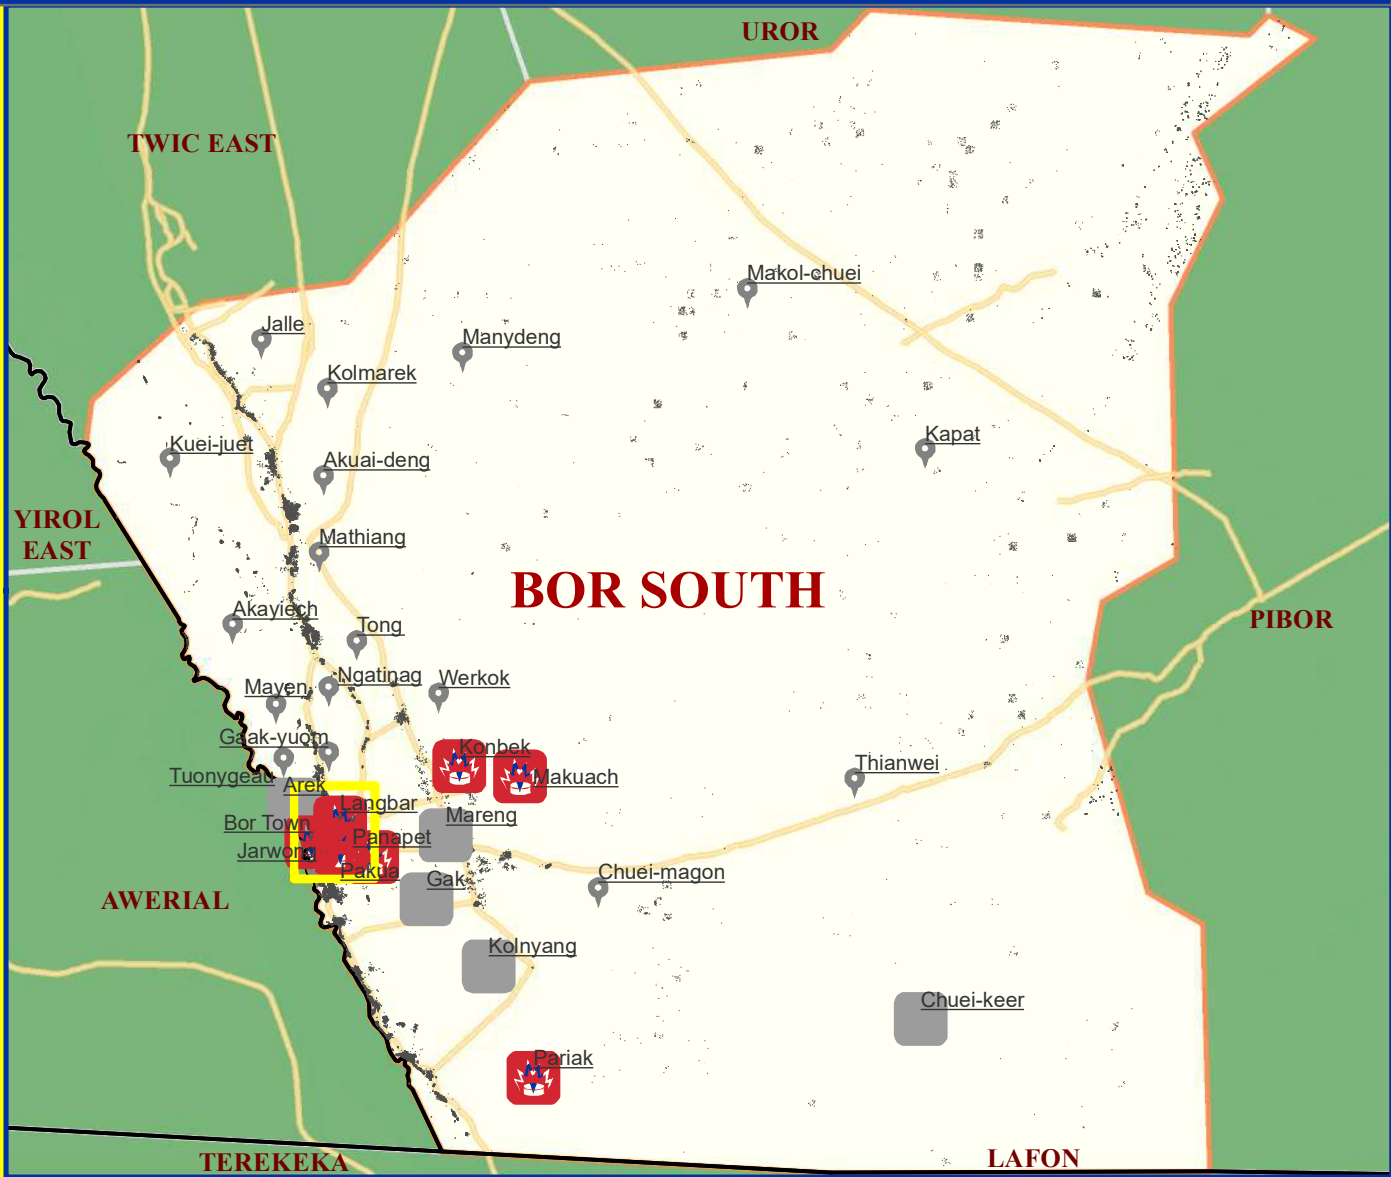 UROR
TWIC EAST
Makol-chuei
Jalle
Manydeng
Kolmarek
Kapat
Kuei-juet
Akuai-deng
YIROL
EAST
Mathiang
BOR SOUTH
Akayiech
PIBOR
Tong
Ngatinag
Werkok
Mayen
Gaak-yuom
Konbek
Thianwei
Tuonygeau
Makuach
Arek
Langbar
Mareng
Bor Town
Panapet
Jarwong
Pakua
Gak
Chuei-magon
AWERIAL
Kolnyang
Chuei-keer
Pariak
LAFON
TEREKEKA